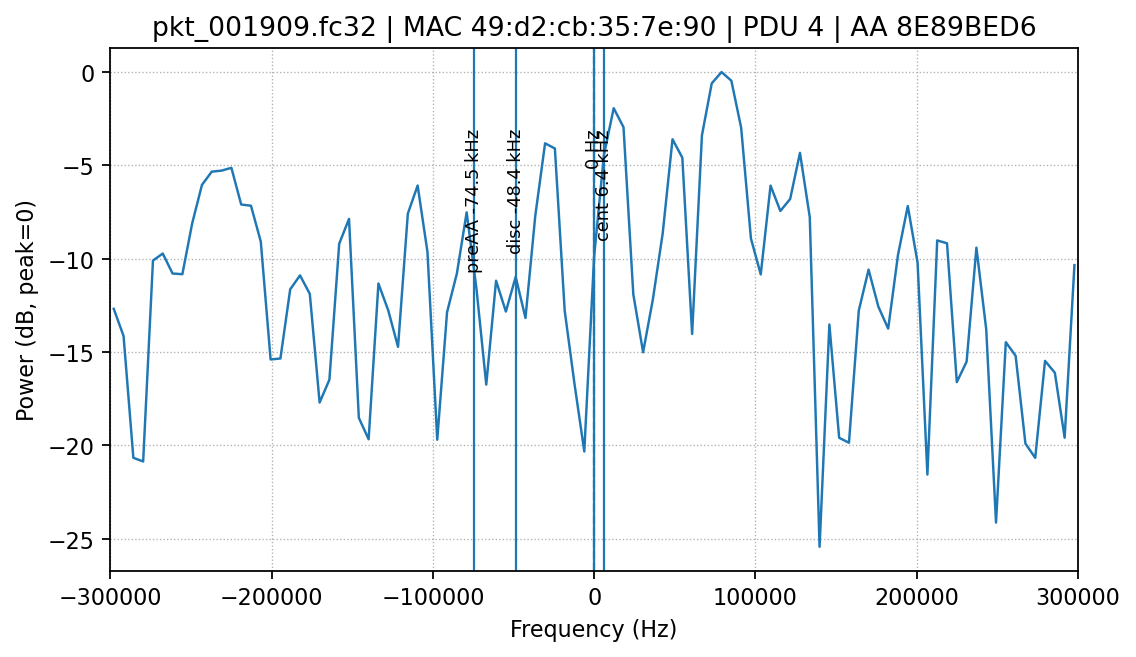 pkt_001909.fc32 | MAC 49:d2:cb:35:7e:90 | PDU 4 | AA 8E89BED6
Power (dB, peak=0)
0
−5
−10
−15
−20
−25
preAA -74.5 kHz
disc -48.4 kHz
0 Hz
cent 6.4 kHz
−300000
−200000
−100000
0
100000
200000
300000
Frequency (Hz)